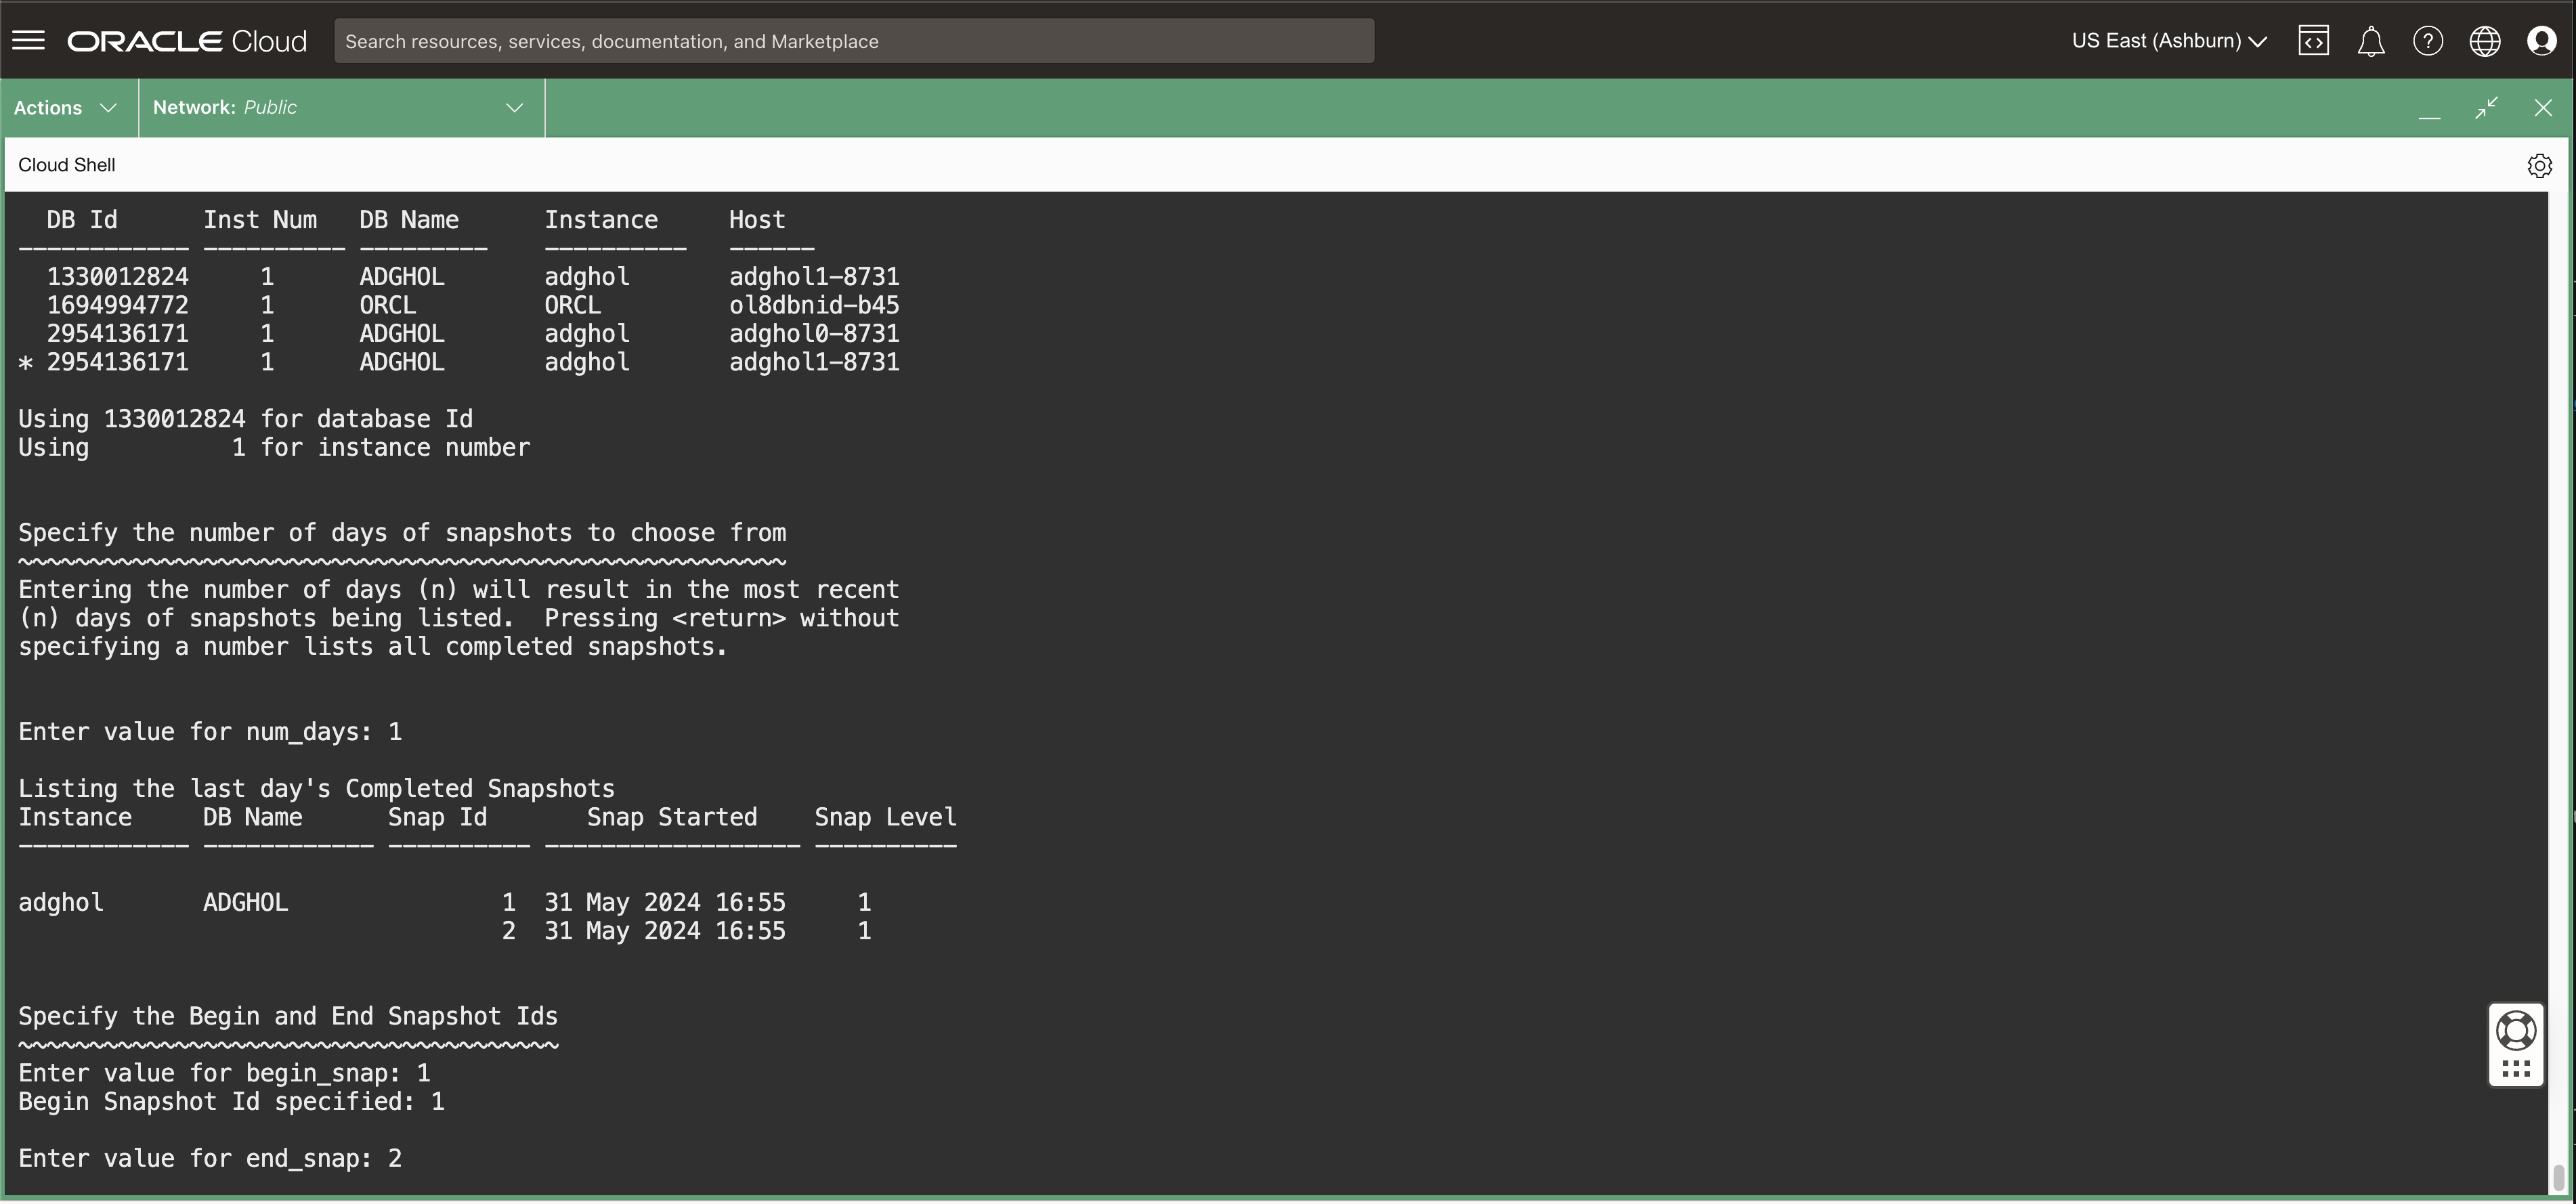 ORACLE Cloud
Search resources, services, documentation, and Marketplace
US East (Ashburn)
Actions
Network: Public
Cloud Shell
  DB Id      Inst Num   DB Name      Instance     Host
------------ ---------- ---------    ----------   ------
  1330012824     1      ADGHOL       adghol       adghol1-8731
  1694994772     1      ORCL         ORCL         ol8dbnid-b45
  2954136171     1      ADGHOL       adghol       adghol0-8731
* 2954136171     1      ADGHOL       adghol       adghol1-8731
Using 1330012824 for database Id
Using          1 for instance number
Specify the number of days of snapshots to choose from
~~~~~~~~~~~~~~~~~~~~~~~~~~~~~~~~~~~~~~~~~~~~~~~~~~~~~~
Entering the number of days (n) will result in the most recent
(n) days of snapshots being listed.  Pressing <return> without
specifying a number lists all completed snapshots.
Enter value for num_days: 1
Listing the last day's Completed Snapshots
Instance     DB Name      Snap Id       Snap Started    Snap Level
------------ ------------ ---------- ------------------ ----------
adghol       ADGHOL               1  31 May 2024 16:55     1
                                  2  31 May 2024 16:55     1
Specify the Begin and End Snapshot Ids
~~~~~~~~~~~~~~~~~~~~~~~~~~~~~~~~~~~~~~
Enter value for begin_snap: 1
Begin Snapshot Id specified: 1
Enter value for end_snap: 2